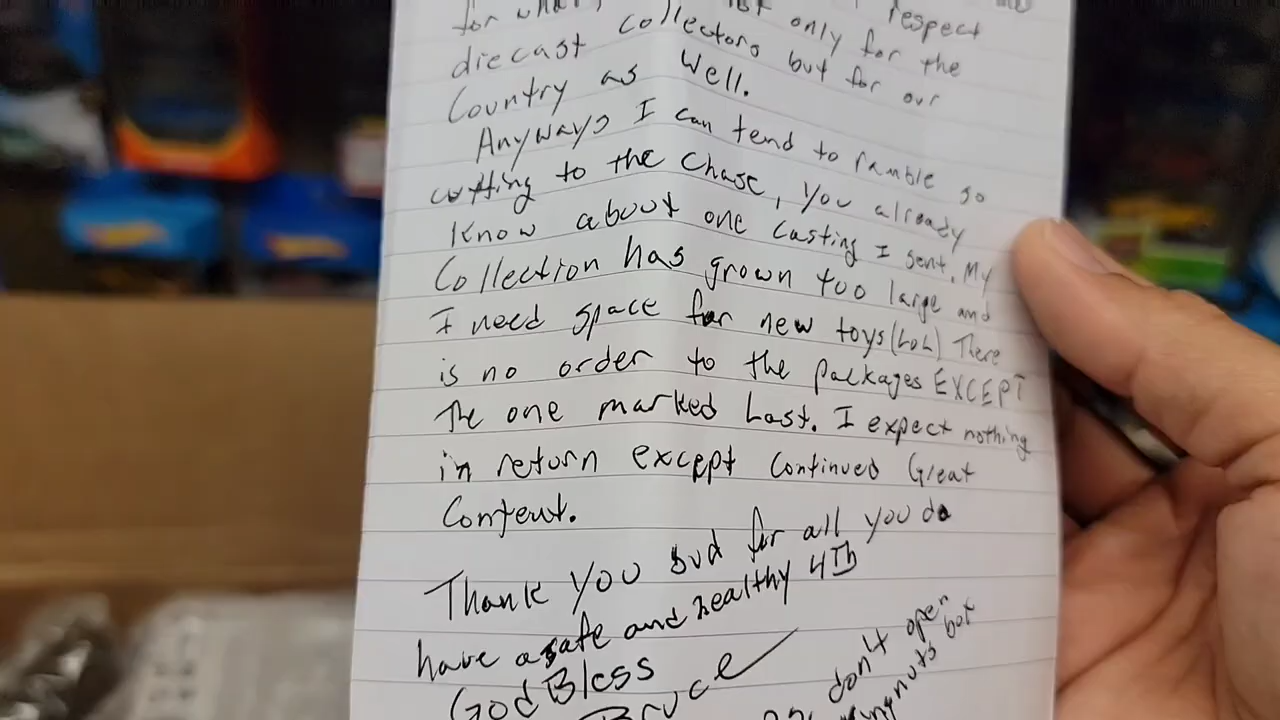 respect
diecast collectors but for the
only for our
Country as well.
Anyways I can tend to ramble so
cutting to the Chase, you already
Know about one casting I sent. My
Collection has grown too large and
I need space for new toys (LoL) There
is no order to the packages EXCEPT
The one marked Last. I expect nothing
in return except Continued Great
Content.
Thank you bud for all you do
have a safe and healthy 4Th
God Bless
Bruce
don't open
box